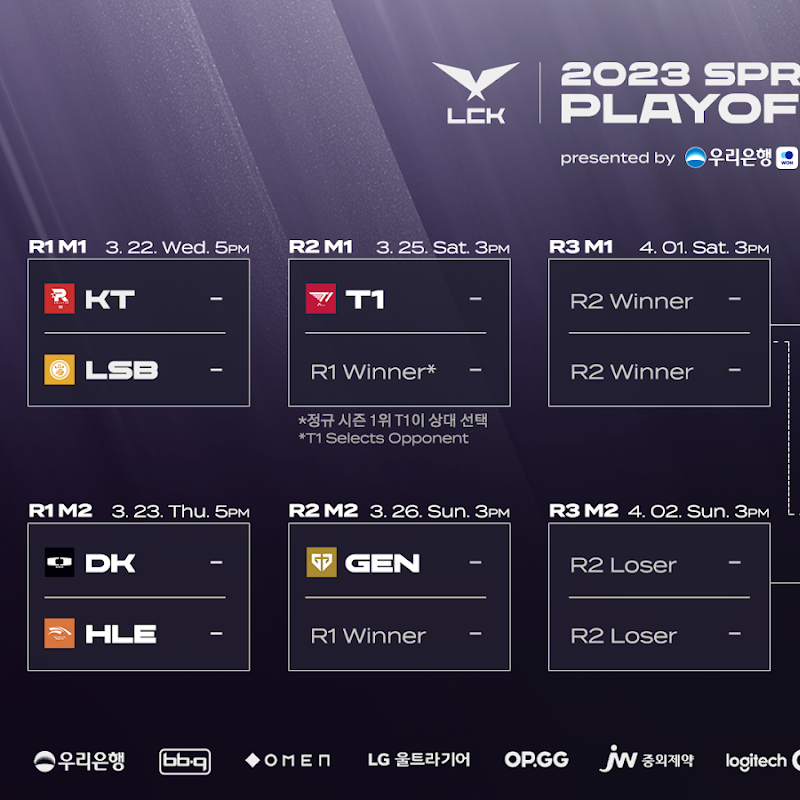 LCK
2023 SPR
PLAYOF
presented by 우리은행 WON
R1 M1 3. 22. Wed. 5PM
KT -
LSB -
R2 M1 3. 25. Sat. 3PM
T1 -
R1 Winner* -
*정규 시즌 1위 T1이 상대 선택
*T1 Selects Opponent
R3 M1 4. 01. Sat. 3PM
R2 Winner -
R2 Winner -
R1 M2 3. 23. Thu. 5PM
DK -
HLE -
R2 M2 3. 26. Sun. 3PM
GEN -
R1 Winner -
R3 M2 4. 02. Sun. 3PM
R2 Loser -
R2 Loser -
우리은행 bb.q OMEN LG 울트라기어 OP.GG JW 중외제약 logitech